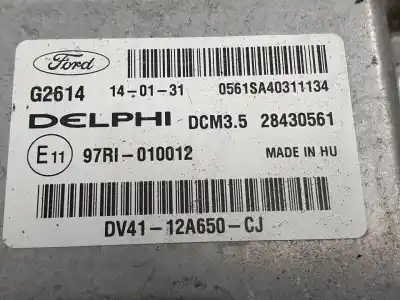 Ford
G2614 14-01-31 0561SA40311134
DELPHI DCM3.5 28430561
E11 97RI-010012 MADE IN HU
DV41-12A650-CJ